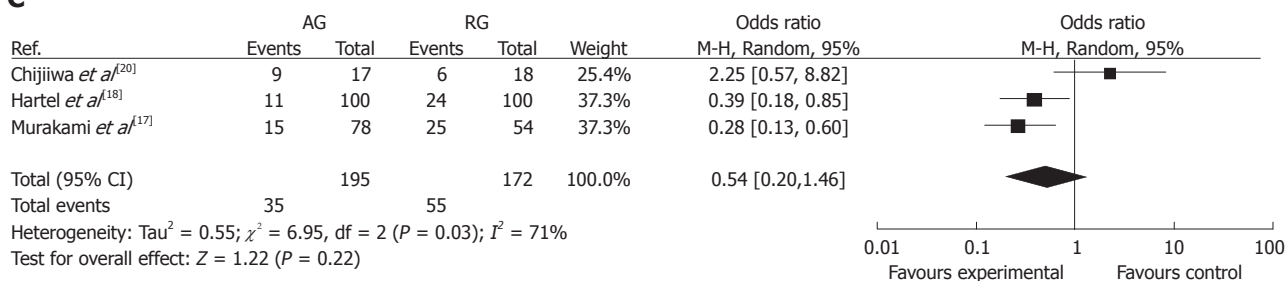 C
AG RG Odds ratio Odds ratio
Ref. Events Total Events Total Weight M-H, Random, 95% M-H, Random, 95%
Chijiiwa et al[20] 9 17 6 18 25.4% 2.25 [0.57, 8.82]
Hartel et al[18] 11 100 24 100 37.3% 0.39 [0.18, 0.85]
Murakami et al[17] 15 78 25 54 37.3% 0.28 [0.13, 0.60]
Total (95% CI) 195 172 100.0% 0.54 [0.20,1.46]
Total events 35 55
Heterogeneity: Tau² = 0.55; χ² = 6.95, df = 2 (P = 0.03); I² = 71%
Test for overall effect: Z = 1.22 (P = 0.22)
0.01 0.1 1 10 100
Favours experimental Favours control